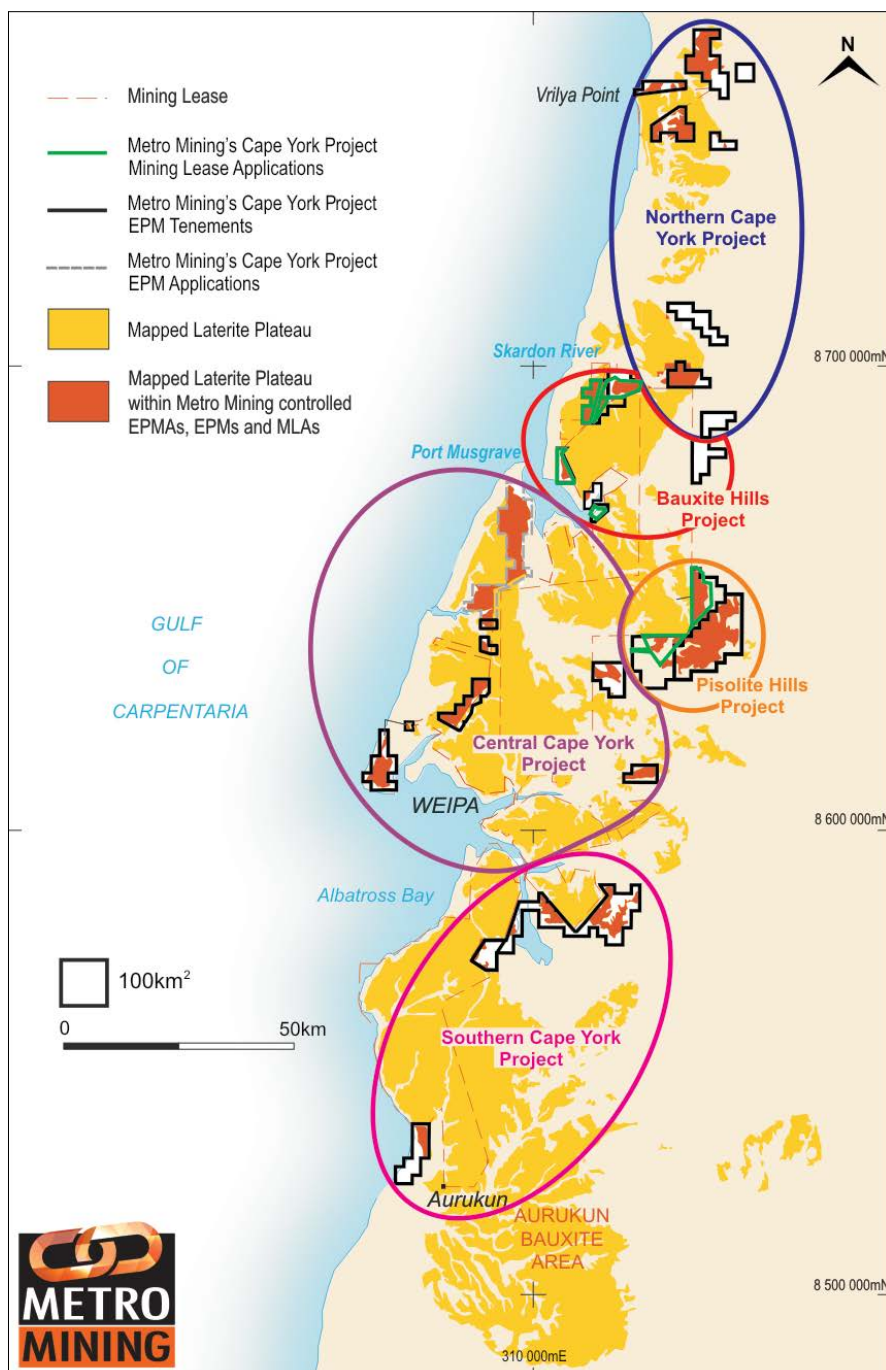 Mining Lease
Metro Mining's Cape York Project
Mining Lease Applications
Metro Mining's Cape York Project
EPM Tenements
Metro Mining's Cape York Project
EPM Applications
Mapped Laterite Plateau
Mapped Laterite Plateau
within Metro Mining controlled
EPMAs, EPMs and MLAs
N
Vrilya Point
Northern Cape
York Project
Skardon River
8 700 000mN
Port Musgrave
Bauxite Hills
Project
GULF
OF
CARPENTARIA
Pisolite Hills
Project
Central Cape York
Project
WEIPA
8 600 000mN
Albatross Bay
100km²
0
50km
Southern Cape York
Project
Aurukun
AURUKUN
BAUXITE
AREA
8 500 000mN
310 000mE
METRO
MINING